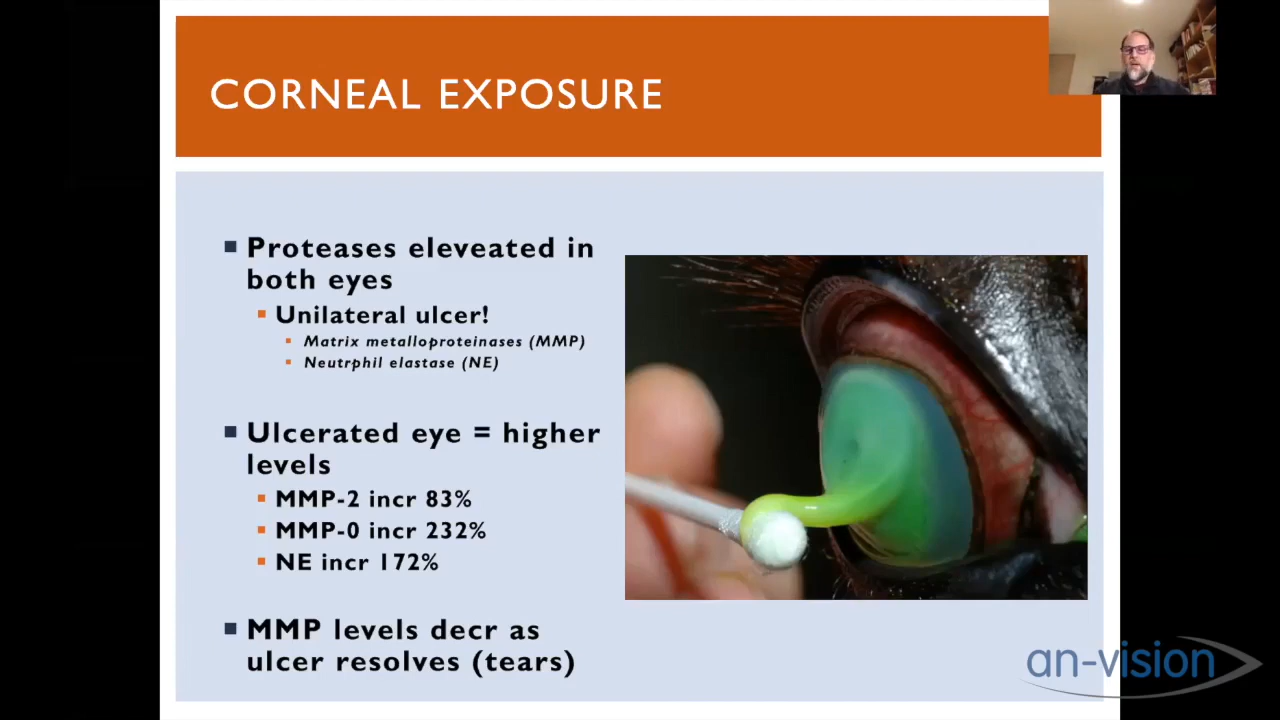 CORNEAL EXPOSURE
Proteases eleveated in
both eyes
Unilateral ulcer!
Matrix metalloproteinases (MMP)
Neutrphil elastase (NE)
Ulcerated eye = higher
levels
MMP-2 incr 83%
MMP-0 incr 232%
NE incr 172%
MMP levels decr as
ulcer resolves (tears)
an-vision